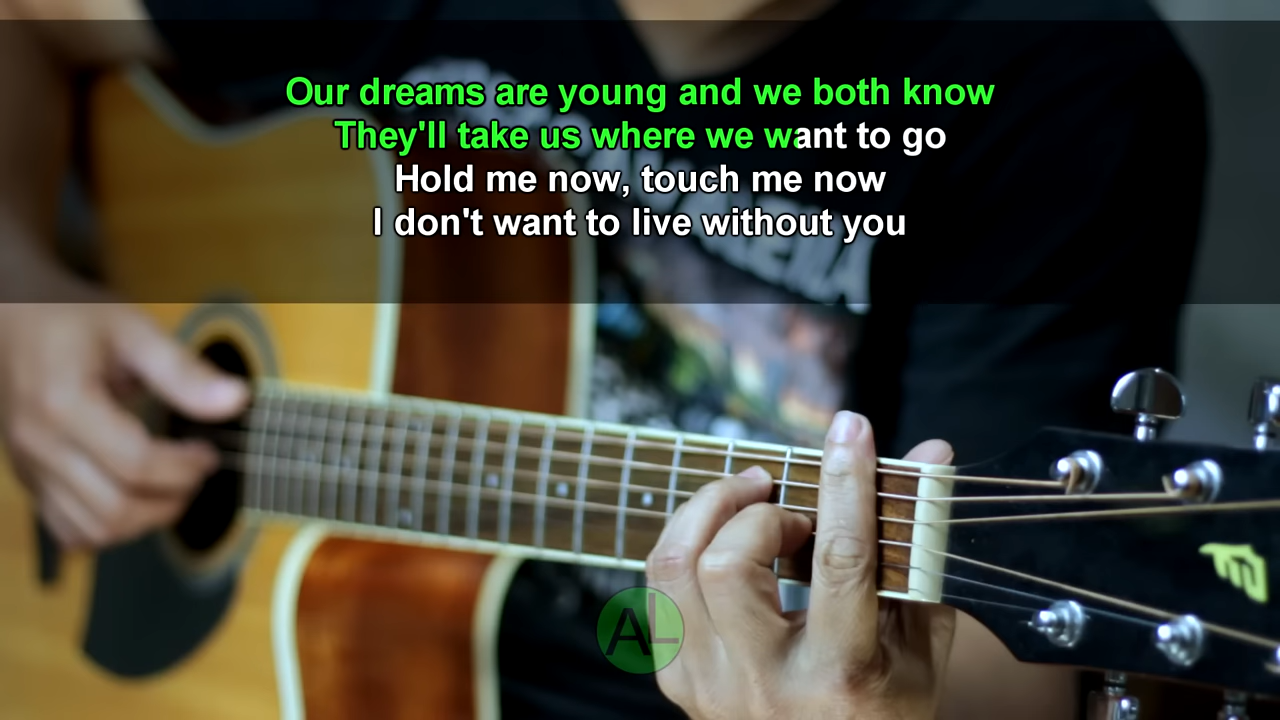 Our dreams are young and we both know
They'll take us where we want to go
Hold me now, touch me now
I don't want to live without you
AL